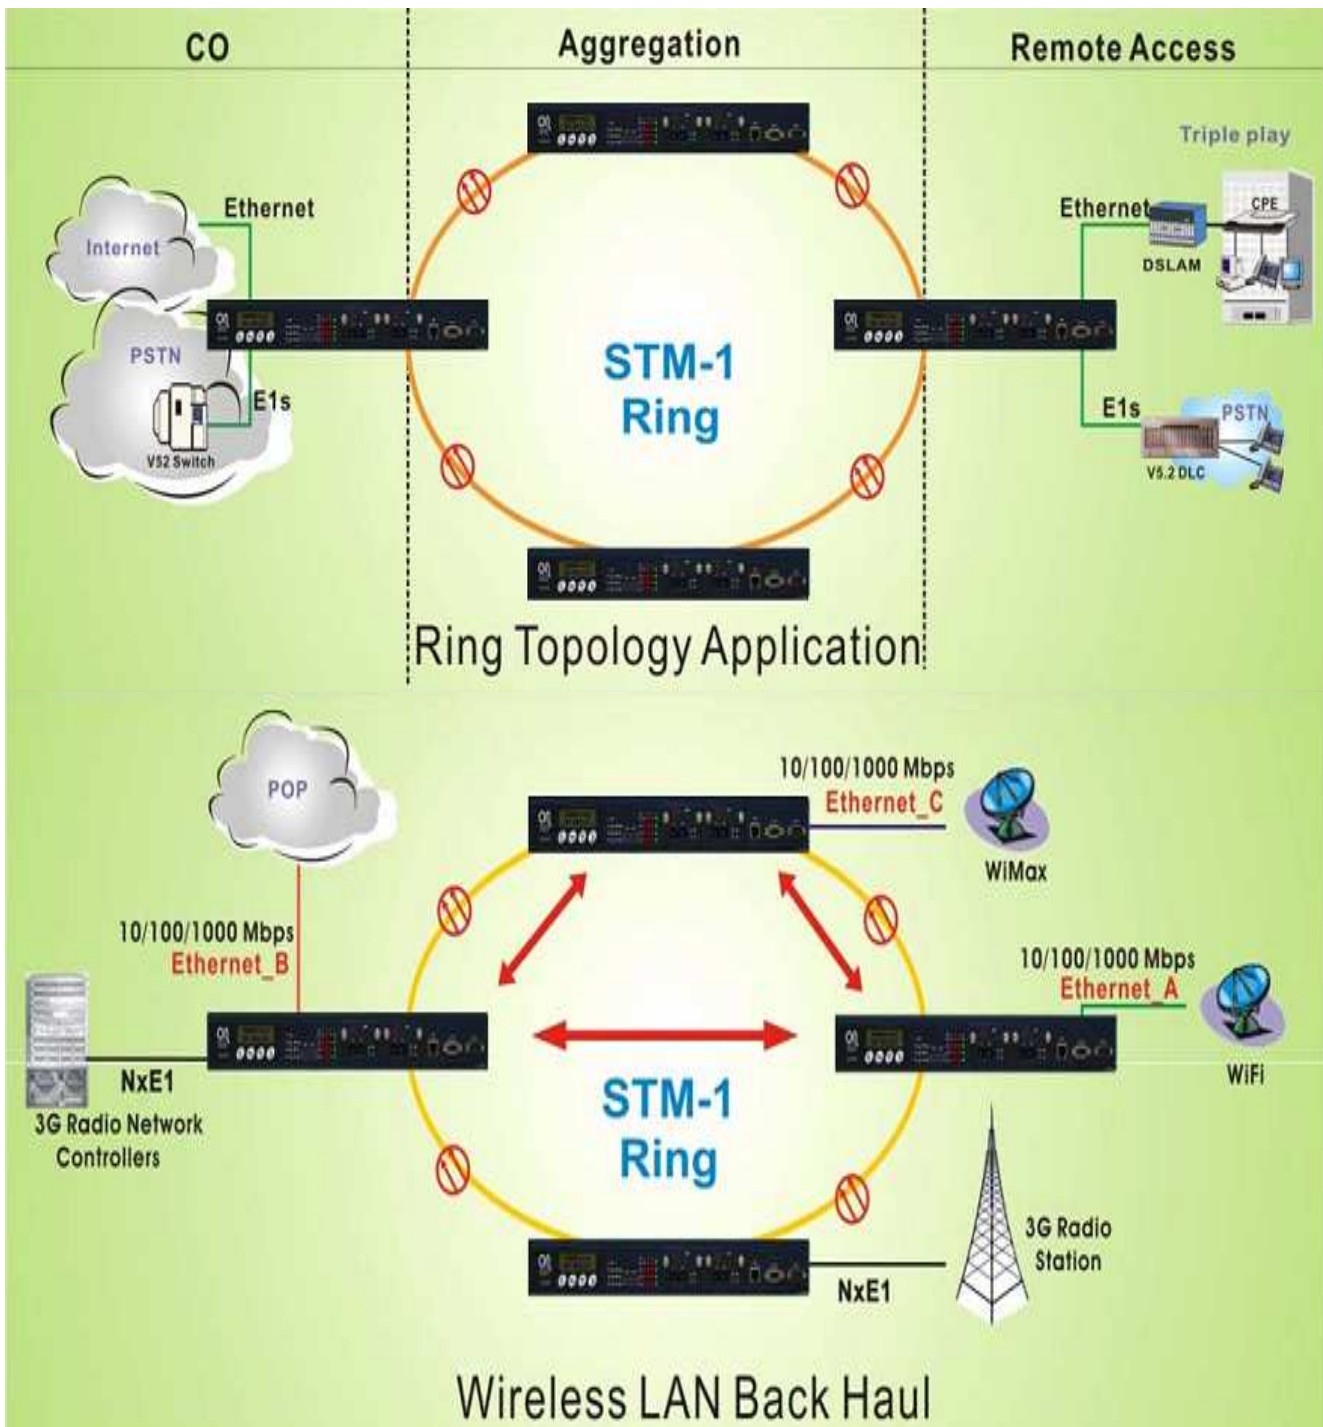 CO
Aggregation
Remote Access
Triple play
Ethernet
Internet
Ethernet
CPE
DSLAM
PSTN
E1s
V52 Switch
STM-1
Ring
E1s
PSTN
V5.2 DLC
Ring Topology Application
POP
10/100/1000 Mbps
Ethernet_C
WiMax
10/100/1000 Mbps
Ethernet_B
10/100/1000 Mbps
Ethernet_A
WiFi
NxE1
3G Radio Network
Controllers
STM-1
Ring
3G Radio
Station
NxE1
Wireless LAN Back Haul